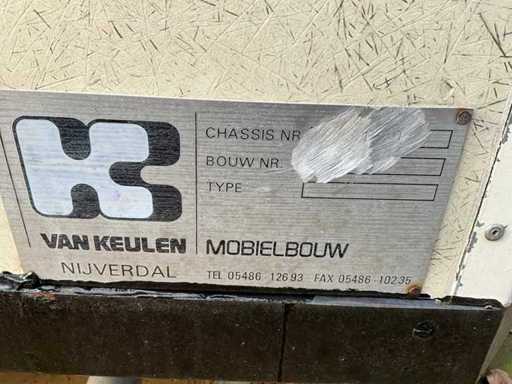 CHASSIS NR
BOUW NR.
TYPE
VAN KEULEN
NIJVERDAL
MOBIELBOUW
TEL 05486-12693 FAX 05486-10235